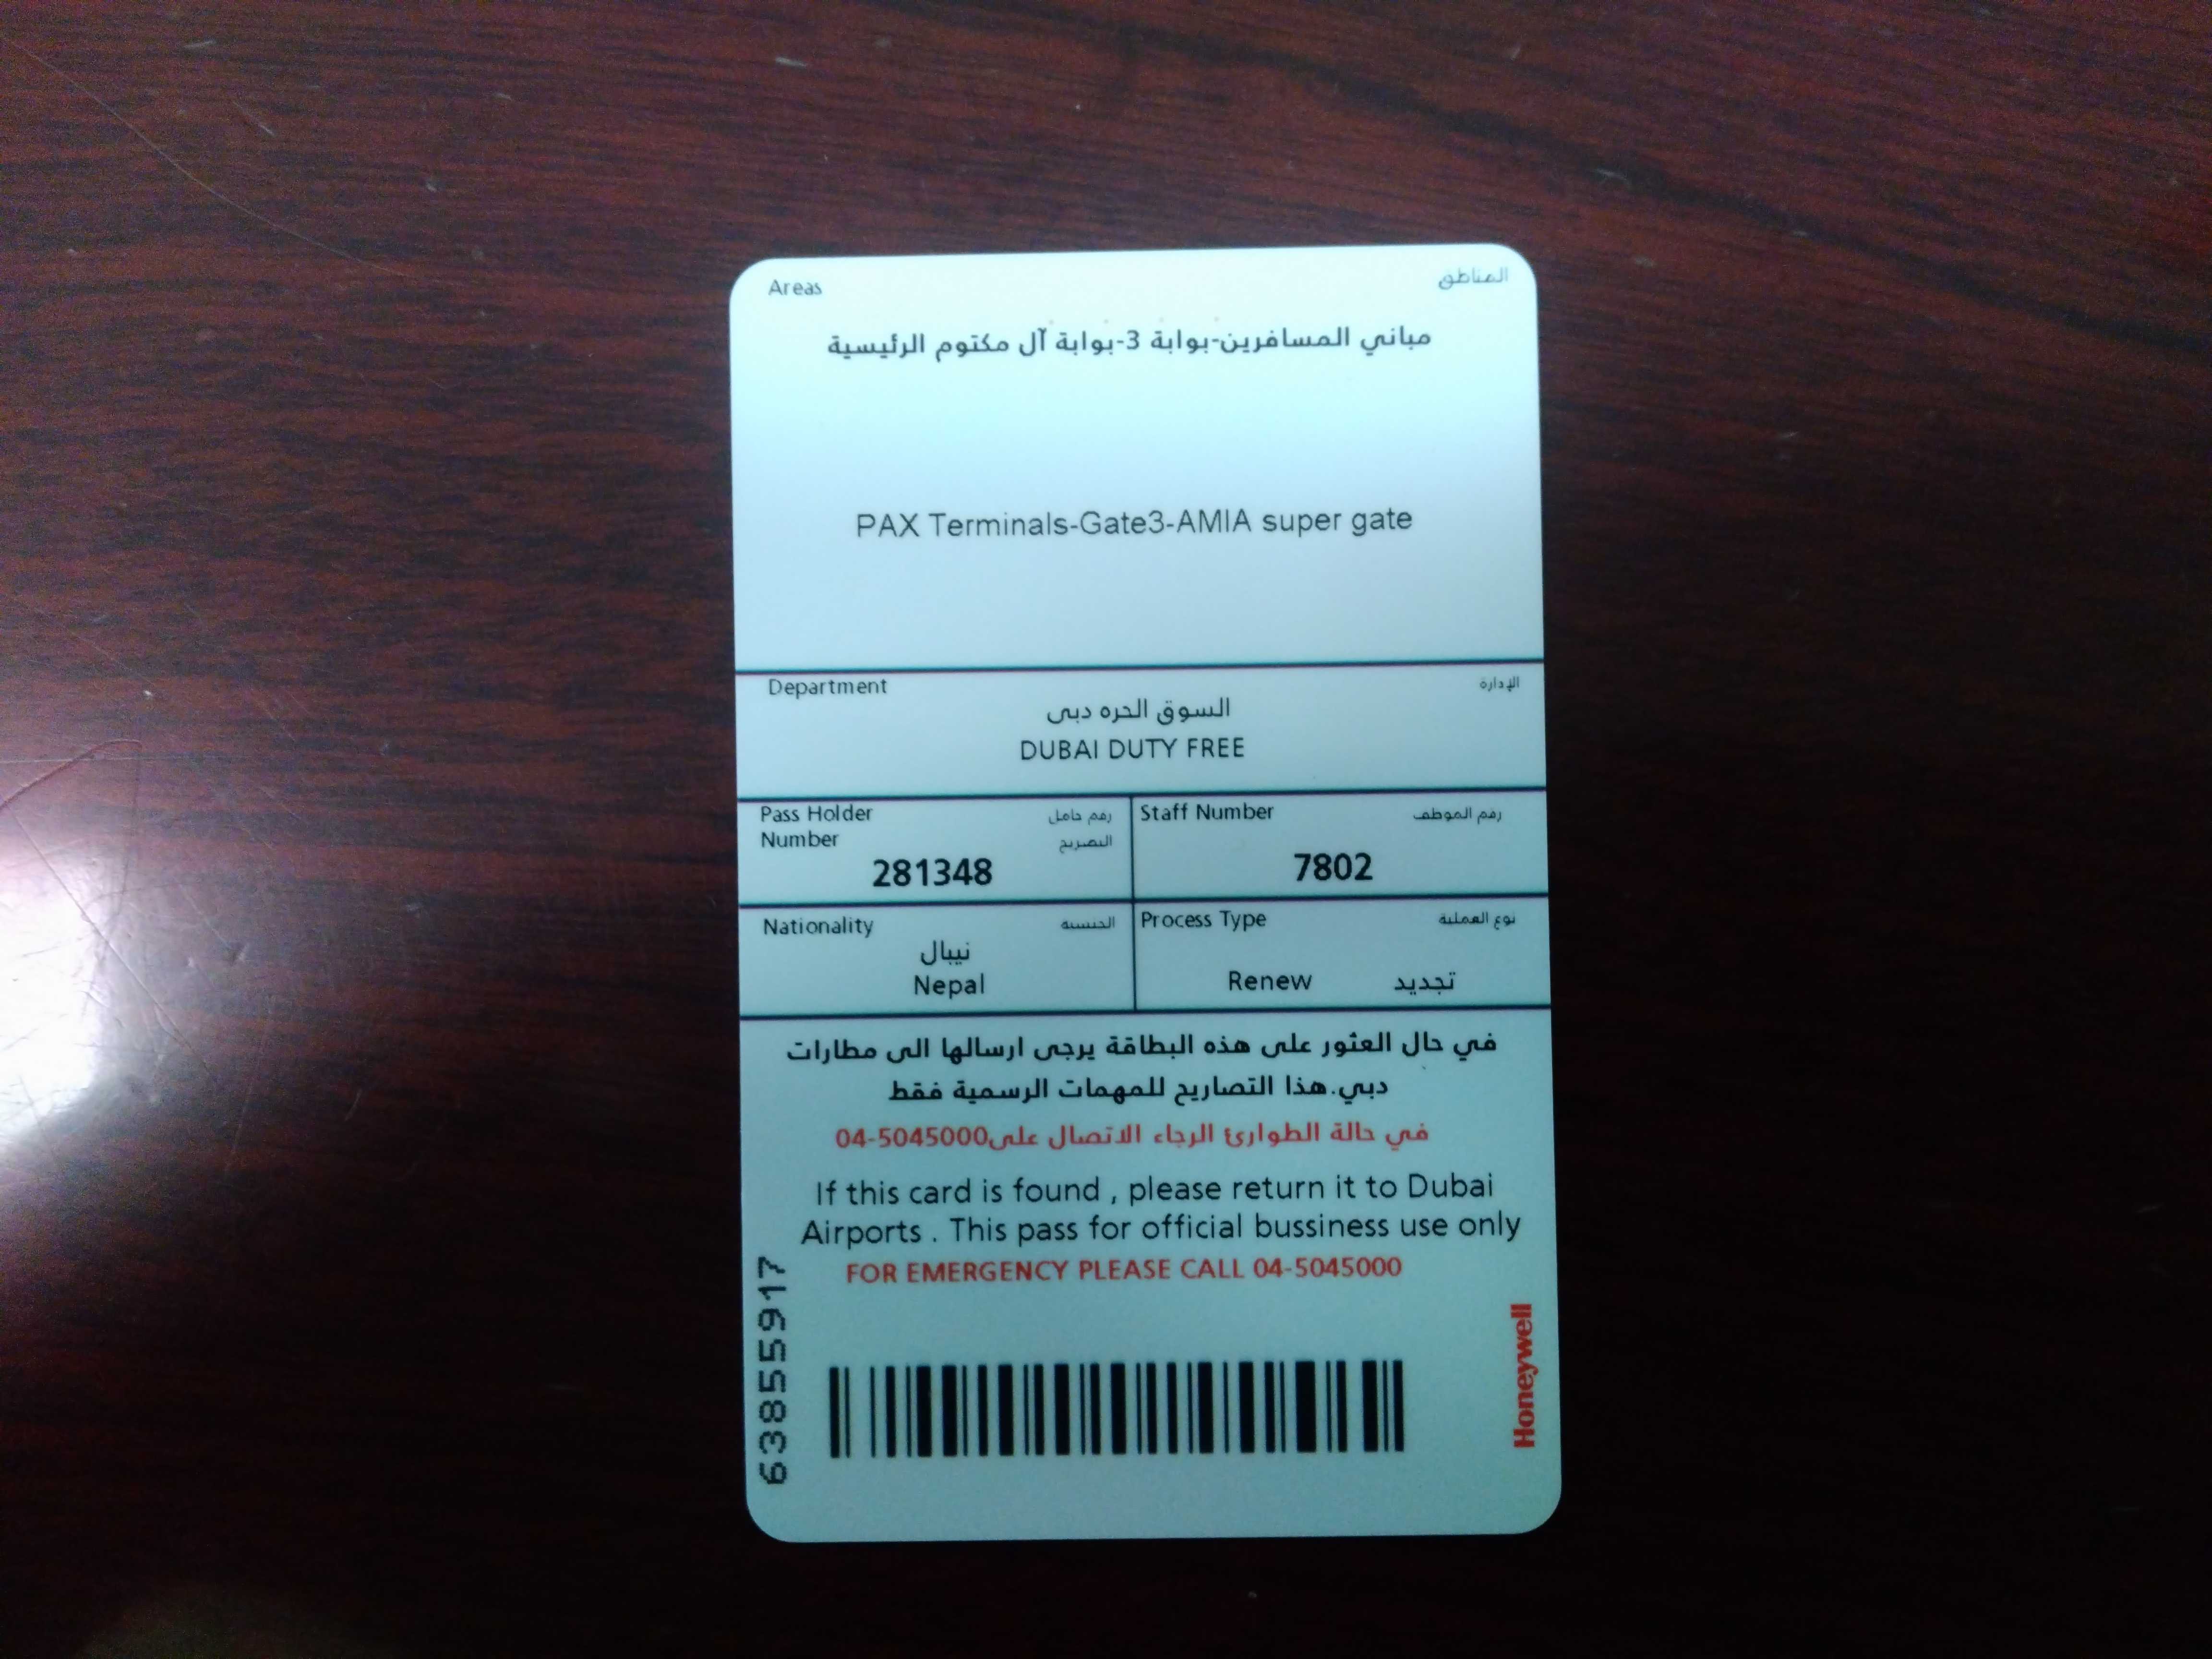 Areas المناطق
مباني المسافرين-بوابة 3-بوابة آل مكتوم الرئيسية
PAX Terminals-Gate3-AMIA super gate
Department الإدارة
السوق الحره دبى
DUBAI DUTY FREE
Pass Holder رقم حامل
Number التصريح
281348
Staff Number رقم الموظف
7802
Nationality الجنسية
نيبال
Nepal
Process Type نوع العملية
Renew تجديد
في حال العثور على هذه البطاقة يرجى ارسالها الى مطارات
دبي.هذا التصاريح للمهمات الرسمية فقط
في حالة الطوارئ الرجاء الاتصال على04-5045000
If this card is found , please return it to Dubai
Airports . This pass for official bussiness use only
FOR EMERGENCY PLEASE CALL 04-5045000
63855917
Honeywell